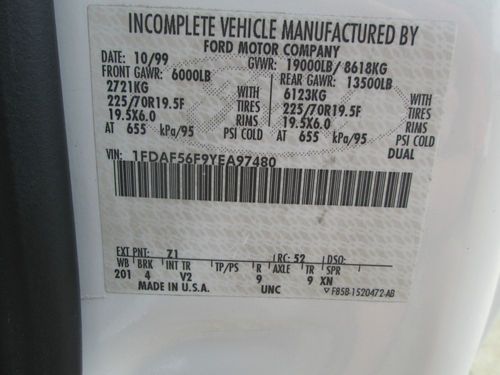 INCOMPLETE VEHICLE MANUFACTURED BY
FORD MOTOR COMPANY
DATE: 10/99 GVWR: 19000LB/ 8618KG
FRONT GAWR: 6000LB REAR GAWR: 13500LB
2721KG WITH 6123KG WITH
225/70R19.5F TIRES 225/70R19.5F TIRES
19.5X6.0 RIMS 19.5X6.0 RIMS
AT 655 kPa/95 PSI COLD AT 655 kPa/95 PSI COLD
DUAL
VIN: 1FDAF56F9YEA97480
EXT PNT: Z1 RC: 52 DSO:
WB BRK INT TR TP/PS R AXLE TR SPR
201 4 V2 9 9 XN
MADE IN U.S.A. UNC F85B-1520472-AB